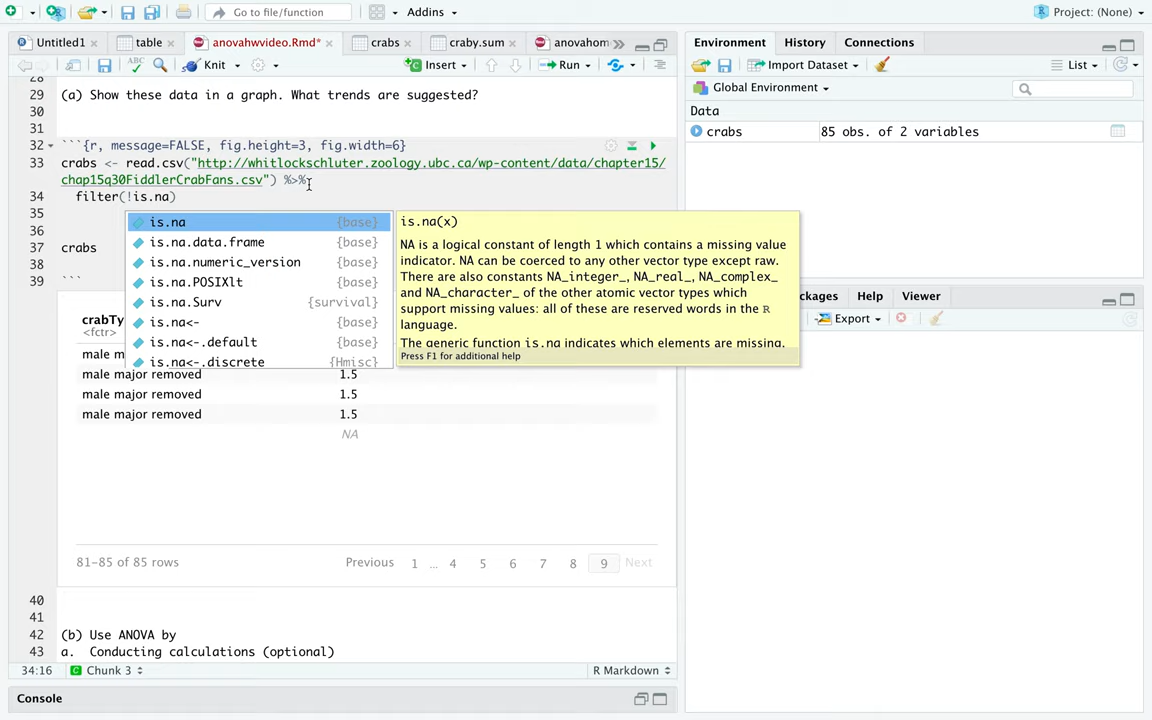 Go to file/function
Addins
Project: (None)
Untitled1
table
anovahwvideo.Rmd*
crabs
craby.sum
anovahom
Knit
Insert
Run
28
29 (a) Show these data in a graph. What trends are suggested?
30
31
32 ```{r, message=FALSE, fig.height=3, fig.width=6}
33 crabs <- read.csv("http://whitlockschluter.zoology.ubc.ca/wp-content/data/chapter15/
chap15q30FiddlerCrabFans.csv") %>%
34 filter(!is.na)
35
36
37 crabs
38
39 ```
is.na {base}
is.na.data.frame {base}
is.na.numeric_version {base}
is.na.POSIXlt {base}
is.na.Surv {survival}
is.na<- {base}
is.na<-.default {base}
is.na<-.discrete {Hmisc}
is.na(x)
NA is a logical constant of length 1 which contains a missing value
indicator. NA can be coerced to any other vector type except raw.
There are also constants NA_integer_, NA_real_, NA_complex_
and NA_character_ of the other atomic vector types which
support missing values: all of these are reserved words in the R
language.
The generic function is.na indicates which elements are missing.
Press F1 for additional help
crabTy
<fctr>
male m
male major removed 1.5
male major removed 1.5
male major removed 1.5
NA
81-85 of 85 rows
Previous 1 ... 4 5 6 7 8 9 Next
40
41
42 (b) Use ANOVA by
43 a. Conducting calculations (optional)
34:16 Chunk 3 R Markdown
Console
Environment History Connections
Import Dataset List
Global Environment
Data
crabs 85 obs. of 2 variables
ckages Help Viewer
Export